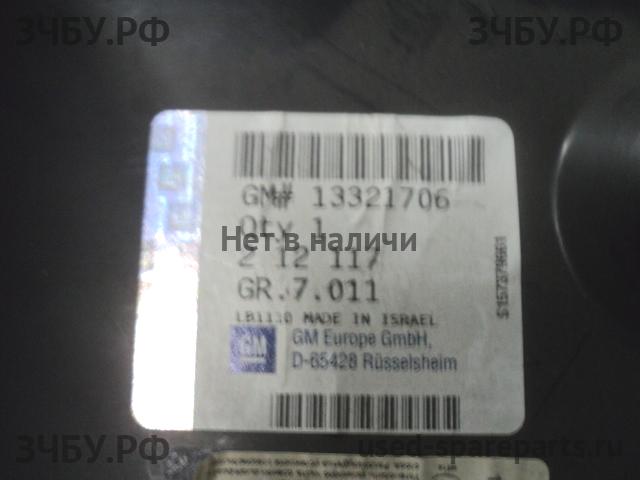 ЗЧБУ.РФ
ЗЧБУ.РФ
GM# 13321706
Qty 1
Нет в наличи
2 12 117
GR.7.011
LB1110 MADE IN ISRAEL
GM
GM Europe GmbH,
D-65428 Rüsselsheim
ЗЧБУ.РФ
used-spareparts.ru